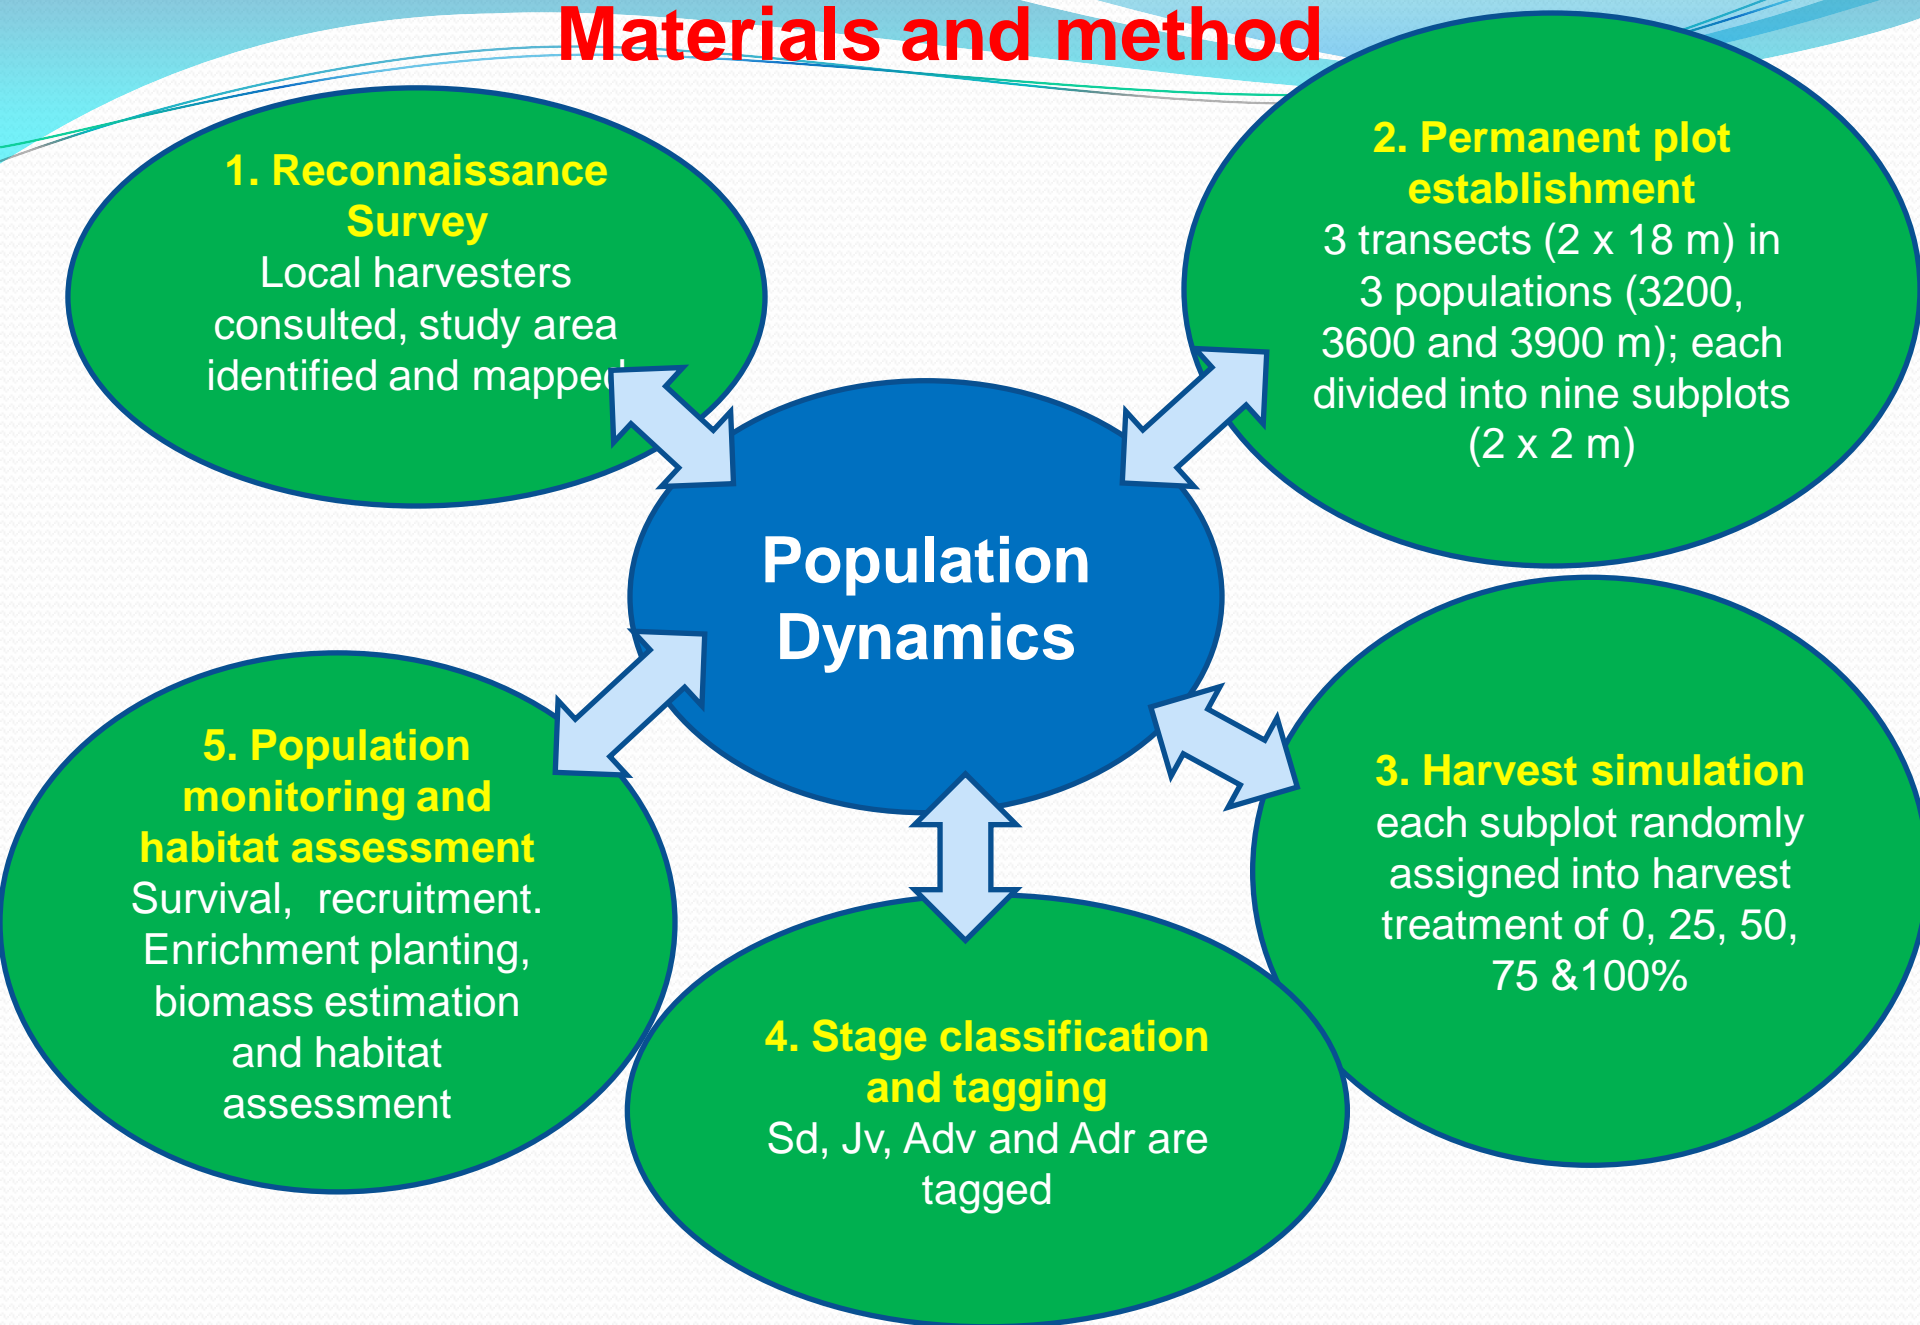 Materials and method
1. Reconnaissance
Survey
Local harvesters
consulted, study area
identified and mapped
2. Permanent plot
establishment
3 transects (2 x 18 m) in
3 populations (3200,
3600 and 3900 m); each
divided into nine subplots
(2 x 2 m)
Population
Dynamics
3. Harvest simulation
each subplot randomly
assigned into harvest
treatment of 0, 25, 50,
75 &100%
4. Stage classification
and tagging
Sd, Jv, Adv and Adr are
tagged
5. Population
monitoring and
habitat assessment
Survival,  recruitment.
Enrichment planting,
biomass estimation
and habitat
assessment